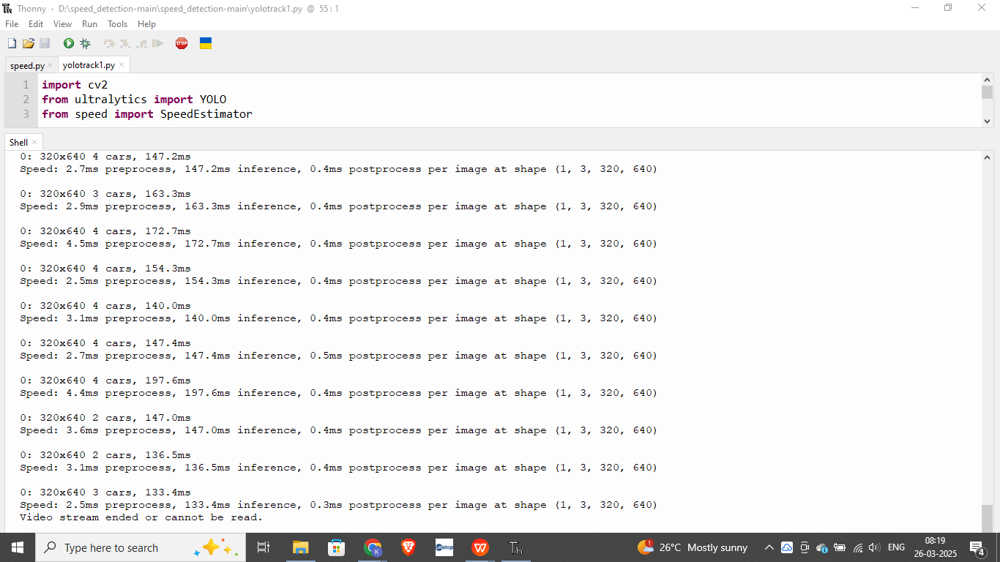 Thonny - D:\speed_detection-main\speed_detection-main\yolotrack1.py @ 55 : 1
File Edit View Run Tools Help
STOP
speed.py × yolotrack1.py ×
1 import cv2
2 from ultralytics import YOLO
3 from speed import SpeedEstimator
Shell ×
0: 320x640 4 cars, 147.2ms
Speed: 2.7ms preprocess, 147.2ms inference, 0.4ms postprocess per image at shape (1, 3, 320, 640)
0: 320x640 3 cars, 163.3ms
Speed: 2.9ms preprocess, 163.3ms inference, 0.4ms postprocess per image at shape (1, 3, 320, 640)
0: 320x640 4 cars, 172.7ms
Speed: 4.5ms preprocess, 172.7ms inference, 0.4ms postprocess per image at shape (1, 3, 320, 640)
0: 320x640 4 cars, 154.3ms
Speed: 2.5ms preprocess, 154.3ms inference, 0.4ms postprocess per image at shape (1, 3, 320, 640)
0: 320x640 4 cars, 140.0ms
Speed: 3.1ms preprocess, 140.0ms inference, 0.4ms postprocess per image at shape (1, 3, 320, 640)
0: 320x640 4 cars, 147.4ms
Speed: 2.7ms preprocess, 147.4ms inference, 0.5ms postprocess per image at shape (1, 3, 320, 640)
0: 320x640 4 cars, 197.6ms
Speed: 4.4ms preprocess, 197.6ms inference, 0.4ms postprocess per image at shape (1, 3, 320, 640)
0: 320x640 2 cars, 147.0ms
Speed: 3.6ms preprocess, 147.0ms inference, 0.4ms postprocess per image at shape (1, 3, 320, 640)
0: 320x640 2 cars, 136.5ms
Speed: 3.1ms preprocess, 136.5ms inference, 0.4ms postprocess per image at shape (1, 3, 320, 640)
0: 320x640 3 cars, 133.4ms
Speed: 2.5ms preprocess, 133.4ms inference, 0.3ms postprocess per image at shape (1, 3, 320, 640)
Video stream ended or cannot be read.
Type here to search
K
unstop
W
Th
1
26°C Mostly sunny
ENG
08:19
26-03-2025
4